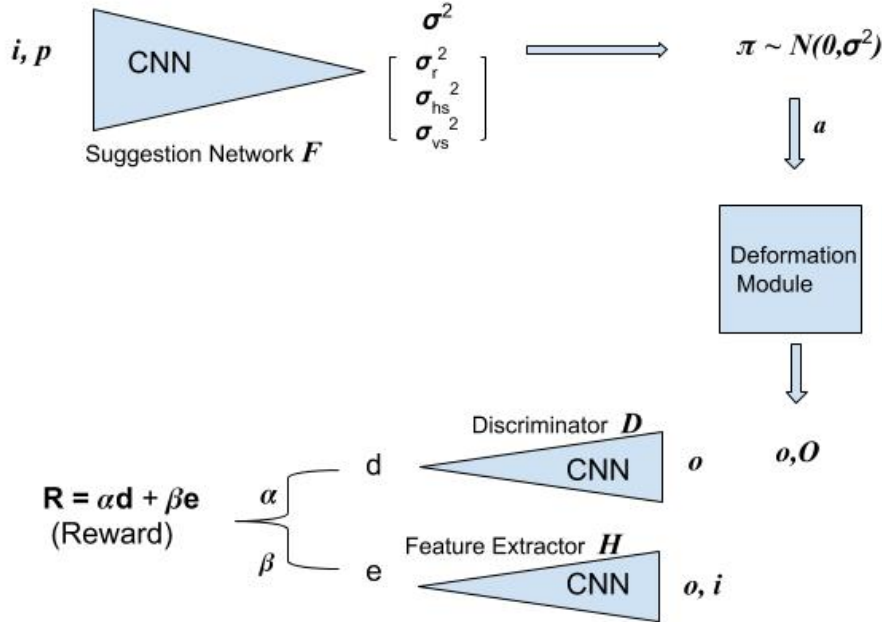 i, p
CNN
Suggestion Network F
σ²
σr²
σhs²
σvs²
π ~ N(0,σ²)
a
Deformation
Module
o,O
Discriminator D
CNN
o
d
Feature Extractor H
CNN
o, i
e
α
β
R = αd + βe
(Reward)